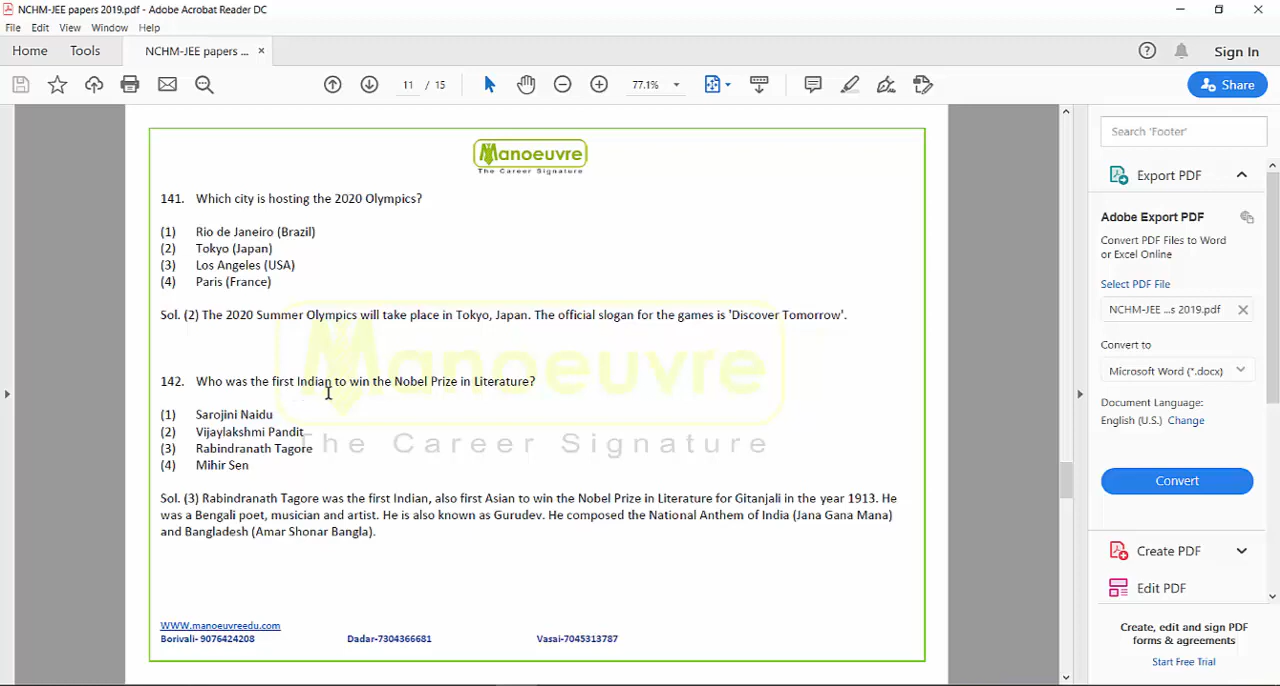 NCHM-JEE papers 2019.pdf - Adobe Acrobat Reader DC
File Edit View Window Help
Home Tools NCHM-JEE papers ... × Sign In
11 / 15 77.1% Share
Manoeuvre
The Career Signature
141. Which city is hosting the 2020 Olympics?
(1) Rio de Janeiro (Brazil)
(2) Tokyo (Japan)
(3) Los Angeles (USA)
(4) Paris (France)
Sol. (2) The 2020 Summer Olympics will take place in Tokyo, Japan. The official slogan for the games is 'Discover Tomorrow'.
Manoeuvre
The Career Signature
142. Who was the first Indian to win the Nobel Prize in Literature?
(1) Sarojini Naidu
(2) Vijaylakshmi Pandit
(3) Rabindranath Tagore
(4) Mihir Sen
Sol. (3) Rabindranath Tagore was the first Indian, also first Asian to win the Nobel Prize in Literature for Gitanjali in the year 1913. He
was a Bengali poet, musician and artist. He is also known as Gurudev. He composed the National Anthem of India (Jana Gana Mana)
and Bangladesh (Amar Shonar Bangla).
WWW.manoeuvreedu.com
Borivali- 9076424208 Dadar-7304366681 Vasai-7045313787
Search 'Footer'
Export PDF
Adobe Export PDF
Convert PDF Files to Word
or Excel Online
Select PDF File
NCHM-JEE ...s 2019.pdf
Convert to
Microsoft Word (*.docx)
Document Language:
English (U.S.) Change
Convert
Create PDF
Edit PDF
Create, edit and sign PDF
forms & agreements
Start Free Trial